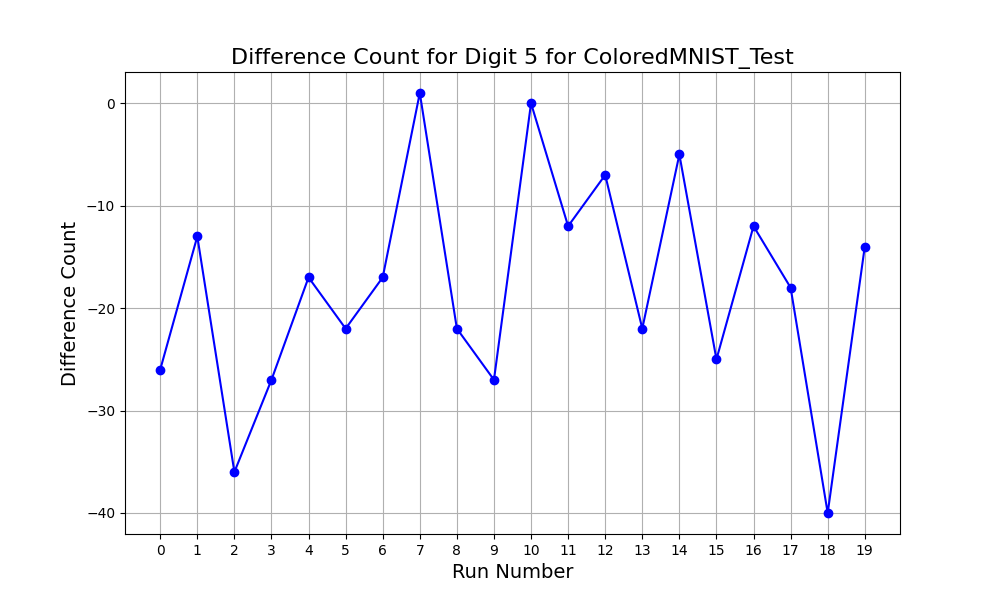 Difference Count for Digit 5 for ColoredMNIST_Test
Difference Count
0
−10
−20
−30
−40
0 1 2 3 4 5 6 7 8 9 10 11 12 13 14 15 16 17 18 19
Run Number